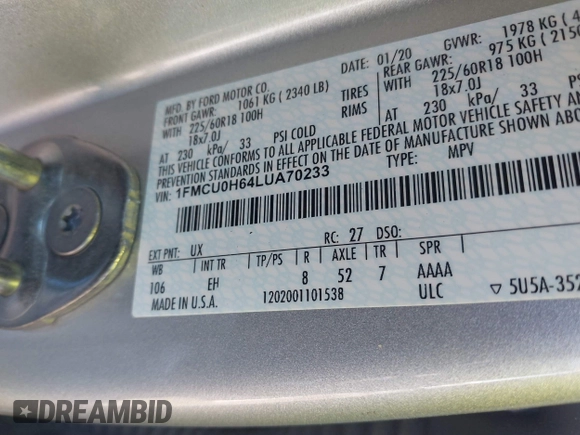 MFD. BY FORD MOTOR CO.
DATE: 01/20
GVWR: 1978 KG ( 4
FRONT GAWR: 1061 KG ( 2340 LB)
REAR GAWR: 975 KG ( 2150
WITH 225/60R18 100H TIRES
WITH 225/60R18 100H
18x7.0J RIMS
18x7.0J
AT 230 kPa/ 33 PSI COLD
AT 230 kPa/ 33
THIS VEHICLE CONFORMS TO ALL APPLICABLE FEDERAL MOTOR VEHICLE SAFETY AND
IN EFFECT ON THE DATE OF MANUFACTURE SHOWN ABO
VIN: 1FMCU0H64LUA70233
TYPE: MPV
EXT PNT: UX RC: 27 DSO:
WB INT TR TP/PS R AXLE TR SPR
106 EH 8 52 7 AAAA
MADE IN U.S.A. 1202001101538 ULC ▽ 5U5A-352
DREAMBID